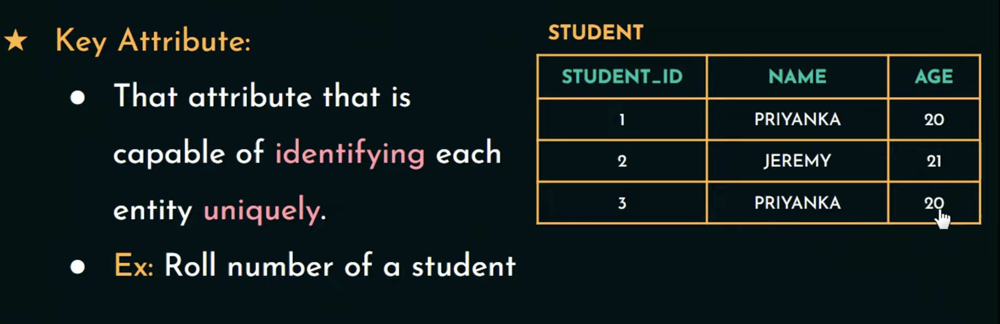 ★ Key Attribute:
● That attribute that is
capable of identifying each
entity uniquely.
● Ex: Roll number of a student
STUDENT
STUDENT_ID NAME AGE
1 PRIYANKA 20
2 JEREMY 21
3 PRIYANKA 20